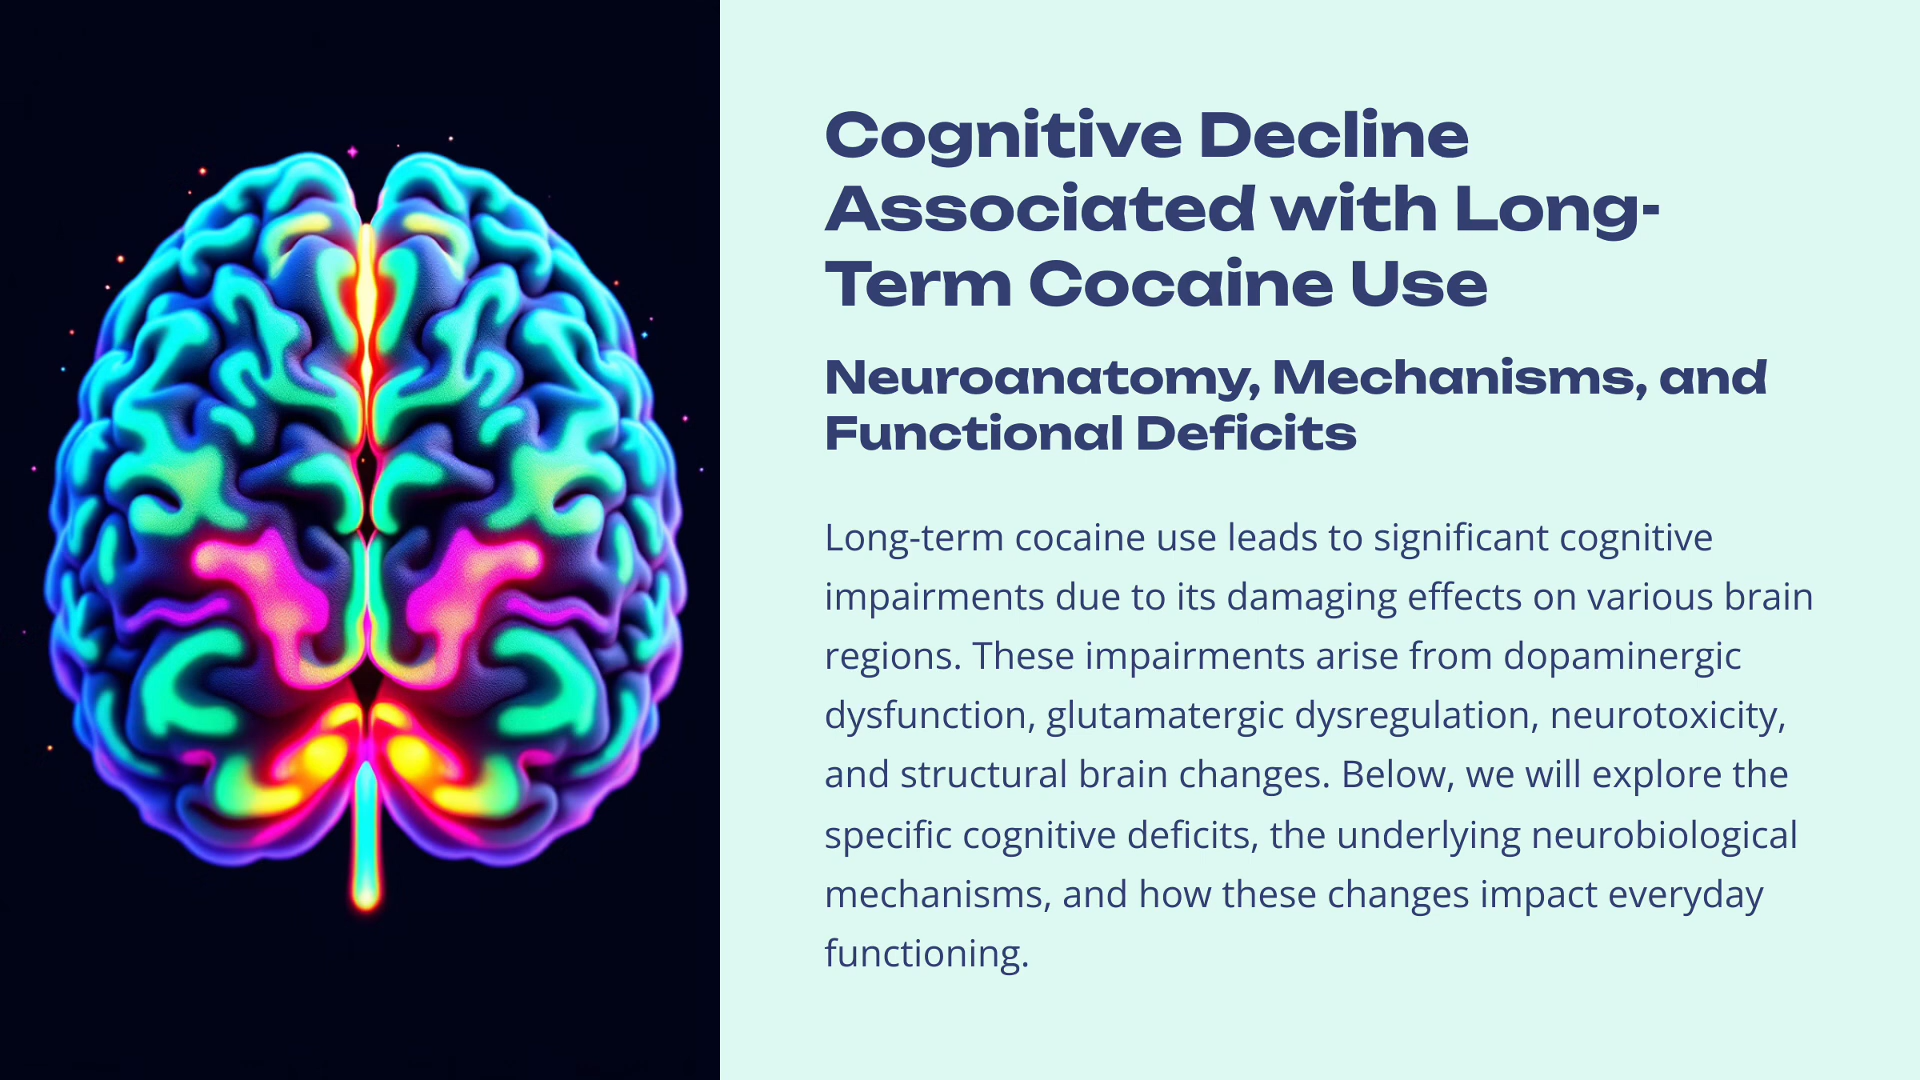 Cognitive Decline
Associated with Long-
Term Cocaine Use
Neuroanatomy, Mechanisms, and
Functional Deficits
Long-term cocaine use leads to significant cognitive
impairments due to its damaging effects on various brain
regions. These impairments arise from dopaminergic
dysfunction, glutamatergic dysregulation, neurotoxicity,
and structural brain changes. Below, we will explore the
specific cognitive deficits, the underlying neurobiological
mechanisms, and how these changes impact everyday
functioning.